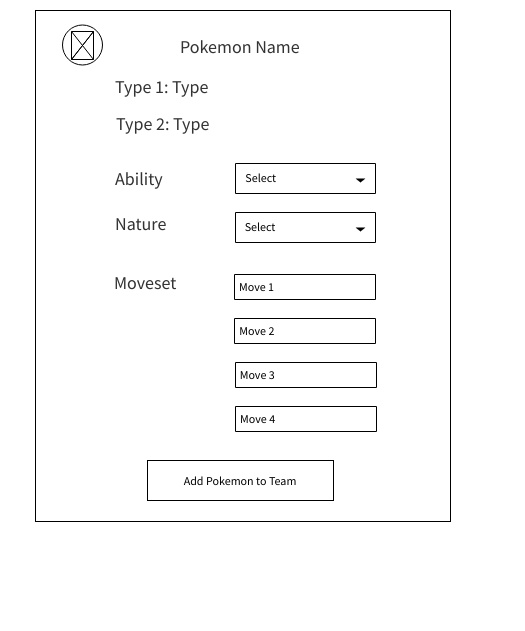 Pokemon Name
Type 1: Type
Type 2: Type
Ability Select
Nature Select
Moveset Move 1
Move 2
Move 3
Move 4
Add Pokemon to Team